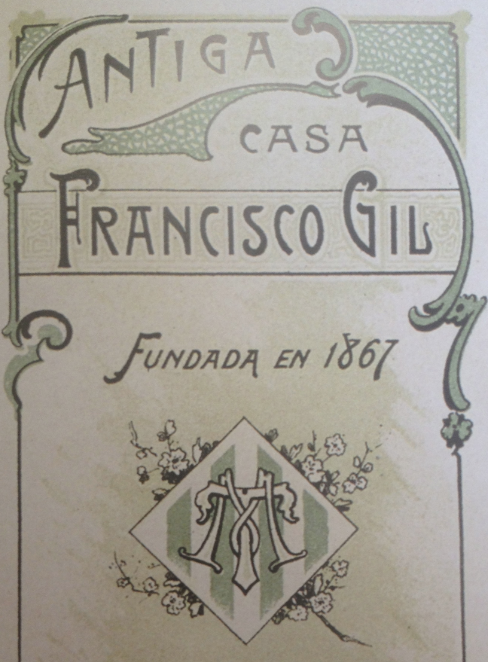 ANTIGA
CASA
FRANCISCO GIL
FUNDADA EN 1867